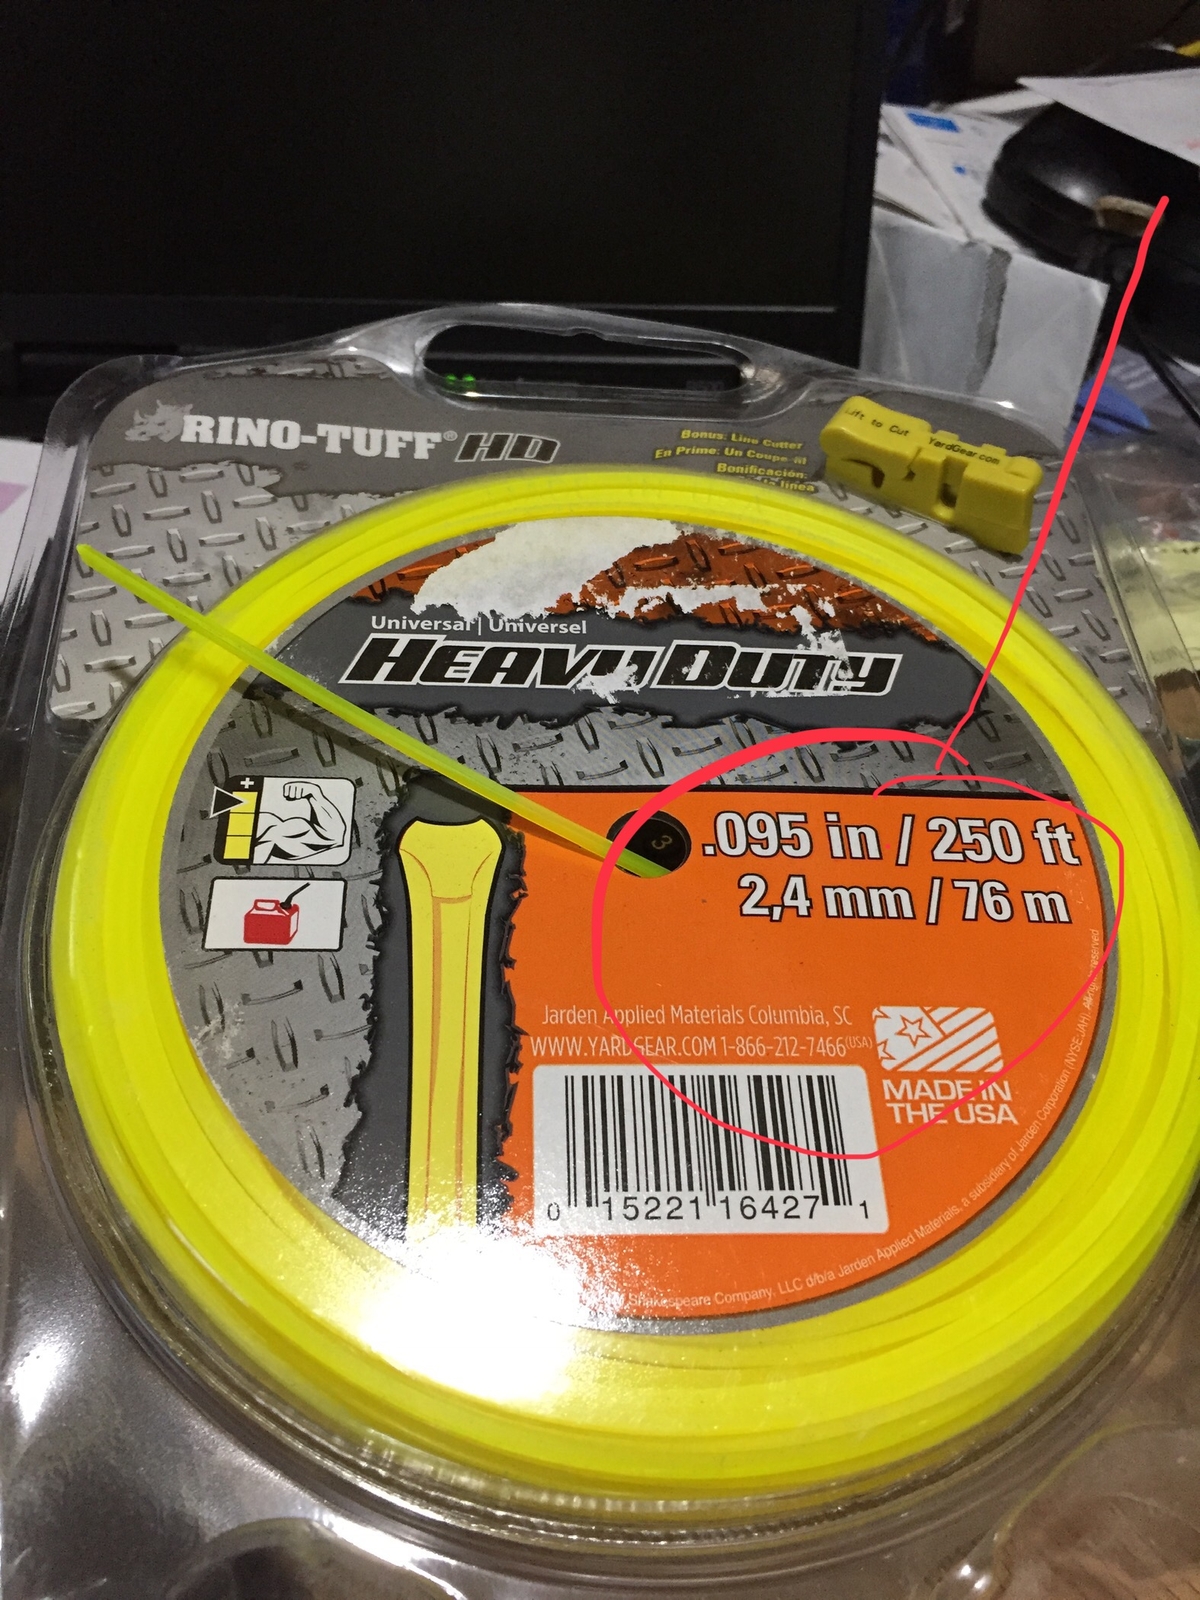 RINO-TUFF® HD
Bonus: Line Cutter
En Prime: Un Coupe-fil
Bonificación:
la línea
Lift to Cut YardGear.com
Universal | Universel
HEAVY DUTY
+
3
.095 in / 250 ft
2,4 mm / 76 m
Jarden Applied Materials Columbia, SC
WWW.YARDGEAR.COM 1-866-212-7466(USA)
MADE IN
THE USA
0 15221 16427 1
Shakespeare Company, LLC d/b/a Jarden Applied Materials, a subsidiary of Jarden Corporation (NYSE:JAH). All rights reserved